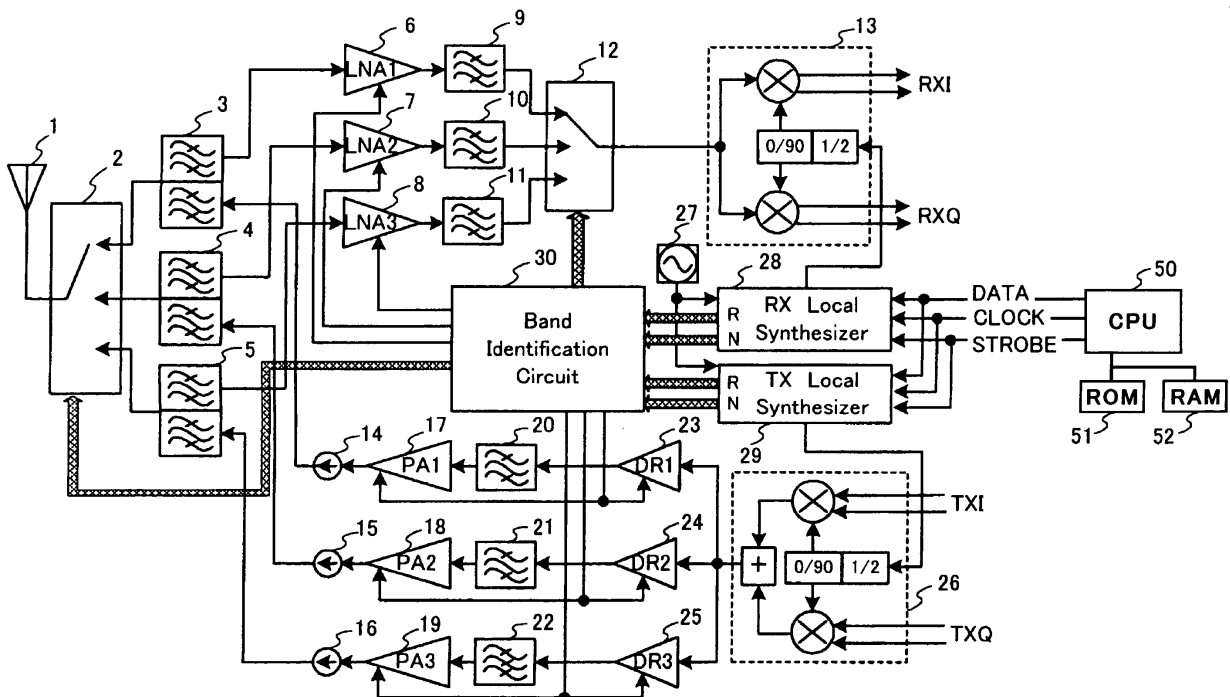 6
9
12
13
LNA1
RXI
7
10
3
1
2
LNA2
0/90 1/2
8
11
4
LNA3
RXQ
27
30
28
50
DATA
CLOCK
STROBE
CPU
Band
Identification
Circuit
R
N
RX Local
Synthesizer
5
R
N
TX Local
Synthesizer
ROM
RAM
51
52
14
17
20
23
29
PA1
DR1
TXI
15
18
21
24
PA2
DR2
+
0/90 1/2
26
16
19
22
25
TXQ
PA3
DR3